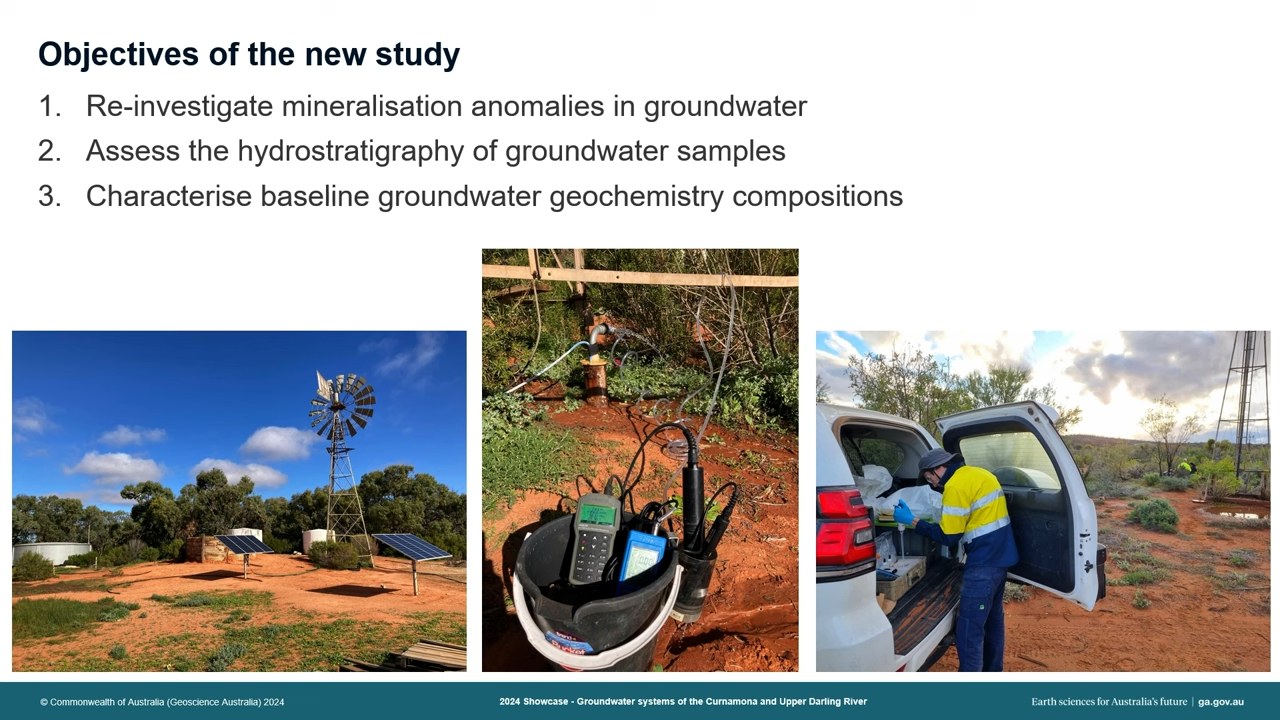 Objectives of the new study
1. Re-investigate mineralisation anomalies in groundwater
2. Assess the hydrostratigraphy of groundwater samples
3. Characterise baseline groundwater geochemistry compositions
© Commonwealth of Australia (Geoscience Australia) 2024
2024 Showcase - Groundwater systems of the Curnamona and Upper Darling River
Earth sciences for Australia's future | ga.gov.au